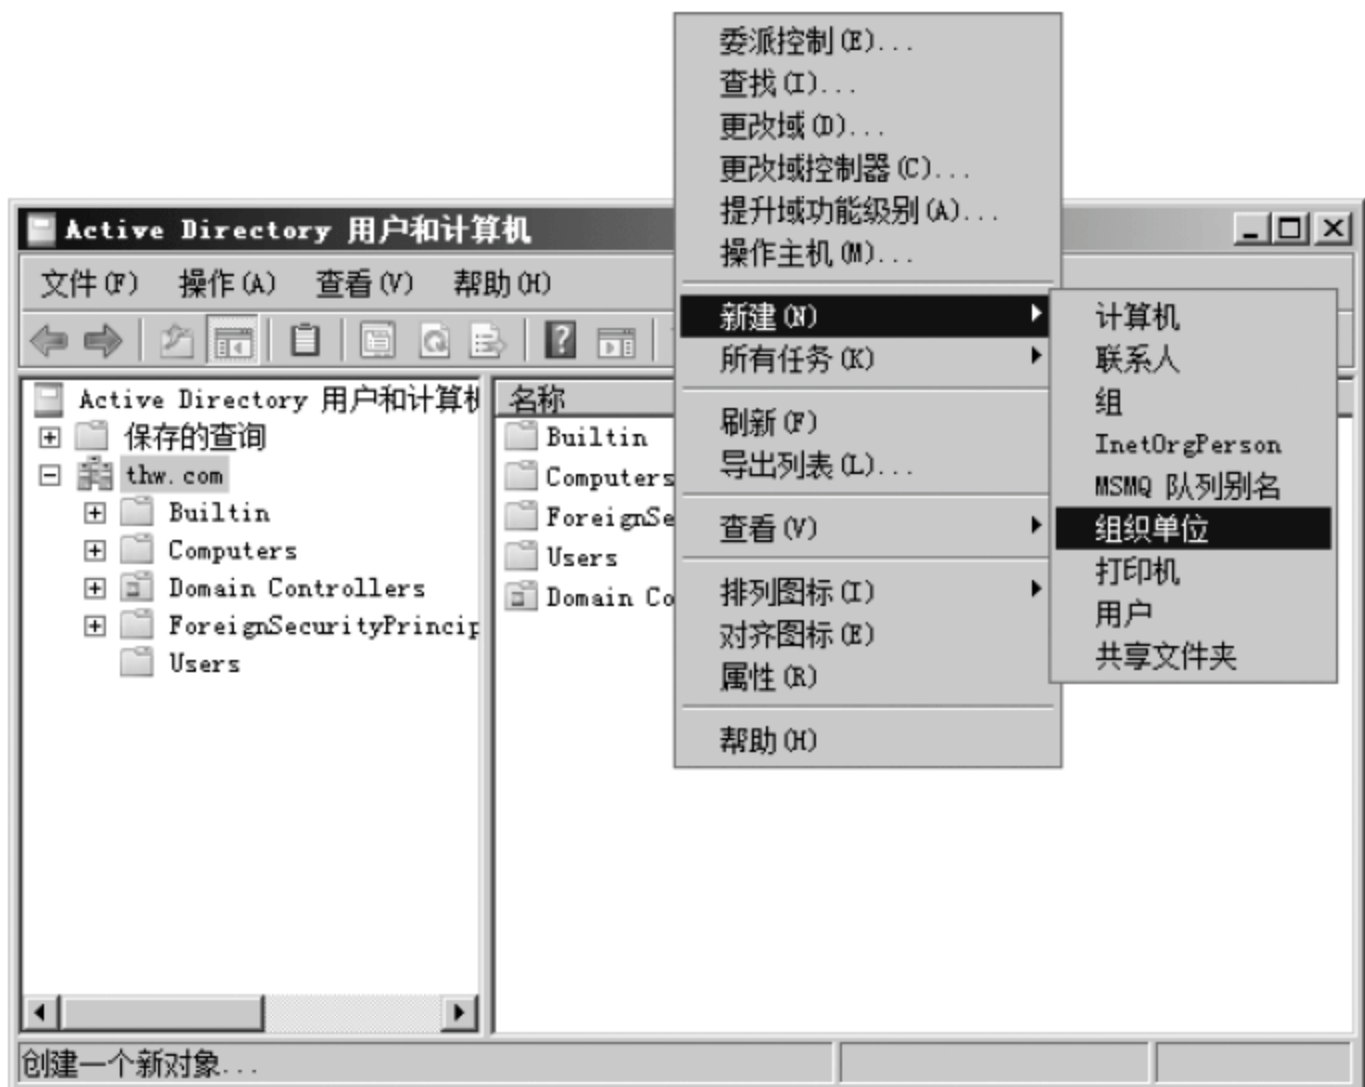 委派控制(E)...
查找(I)...
更改域(D)...
更改域控制器(C)...
提升域功能级别(A)...
操作主机(M)...
Active Directory 用户和计算机
文件(F) 操作(A) 查看(V) 帮助(H)
新建(N)
所有任务(K)
刷新(F)
导出列表(L)...
查看(V)
排列图标(I)
对齐图标(E)
属性(R)
帮助(H)
计算机
联系人
组
InetOrgPerson
MSMQ 队列别名
组织单位
打印机
用户
共享文件夹
Active Directory 用户和计算机
保存的查询
thw.com
Builtin
Computers
Domain Controllers
ForeignSecurityPrincip
Users
名称
Builtin
Computers
ForeignSe
Users
Domain Co
创建一个新对象...